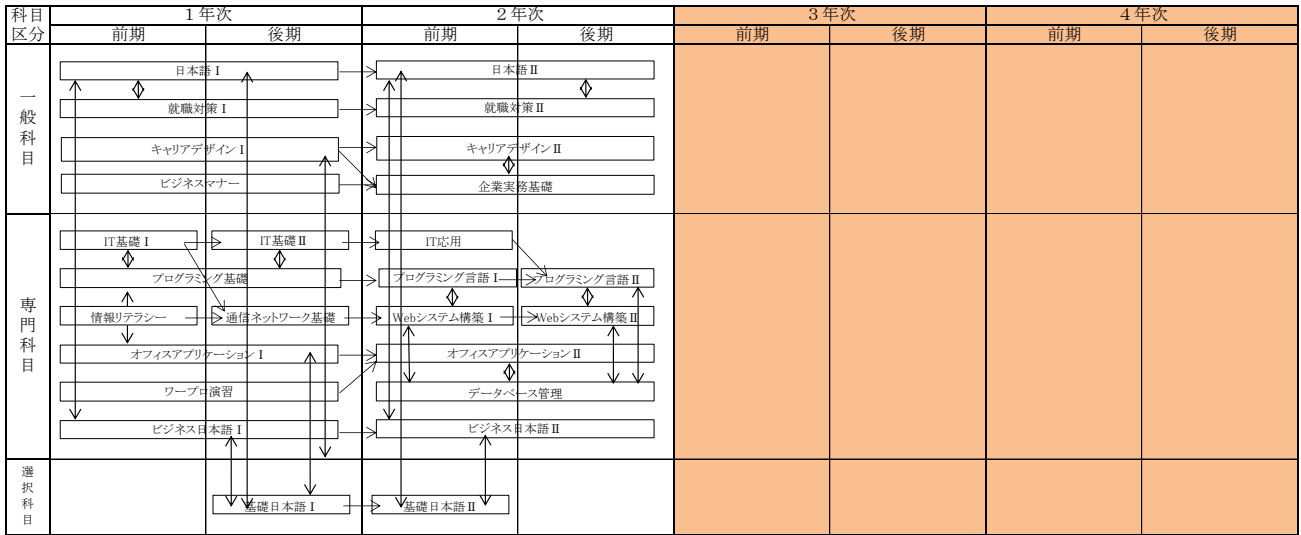 科目
区分
１年次
２年次
３年次
４年次
前期
後期
前期
後期
前期
後期
前期
後期
一般科目
日本語Ⅰ
日本語Ⅱ
就職対策Ⅰ
就職対策Ⅱ
キャリアデザインⅠ
キャリアデザインⅡ
ビジネスマナー
企業実務基礎
専門科目
IT基礎Ⅰ
IT基礎Ⅱ
IT応用
プログラミング基礎
プログラミング言語Ⅰ
プログラミング言語Ⅱ
情報リテラシー
通信ネットワーク基礎
Webシステム構築Ⅰ
Webシステム構築Ⅱ
オフィスアプリケーションⅠ
オフィスアプリケーションⅡ
ワープロ演習
データベース管理
ビジネス日本語Ⅰ
ビジネス日本語Ⅱ
選択科目
基礎日本語Ⅰ
基礎日本語Ⅱ